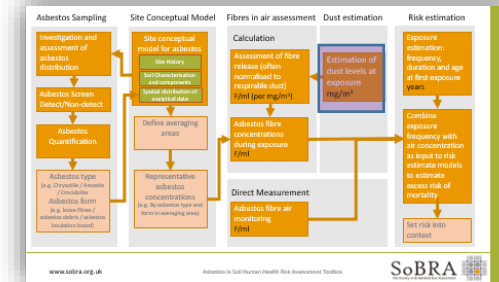 Asbestos Sampling
Site Conceptual Model
Fibres in air assessment
Dust estimation
Risk estimation
Investigation and
assessment of
asbestos
distribution
Asbestos Screen
Detect/Non-detect
Asbestos
Quantification
Asbestos type
(e.g. Chrysotile / Amosite /
Crocidolite)
Asbestos form
(e.g. loose fibres /
asbestos debris / asbestos
insulation board)
Site conceptual
model for asbestos
Site History
Soil Characterisation
and components
Spatial distribution of
analytical data
Define averaging
areas
Representative
asbestos
concentrations
(e.g. By asbestos type and
form in averaging area)
Calculation
Assessment of fibre
release (often
normalised to
respirable dust)
F/ml (per mg/m³)
Asbestos fibre
concentrations
during exposure
F/ml
Direct Measurement
Asbestos fibre air
monitoring
F/ml
Estimation of
dust levels at
exposure
mg/m³
Exposure
estimation:
frequency,
duration and age
at first exposure
years
Combine
exposure
frequency with
air concentration
as input to risk
estimate models
to estimate
excess risk of
mortality
Set risk into
context
www.sobra.org.uk
Asbestos in Soil Human Health Risk Assessment Toolbox
SoBRA